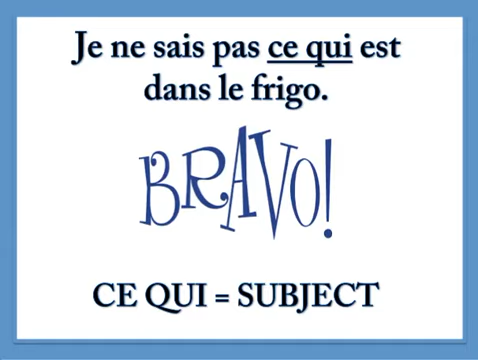 Je ne sais pas ce qui est
dans le frigo.
BRAVO!
CE QUI = SUBJECT